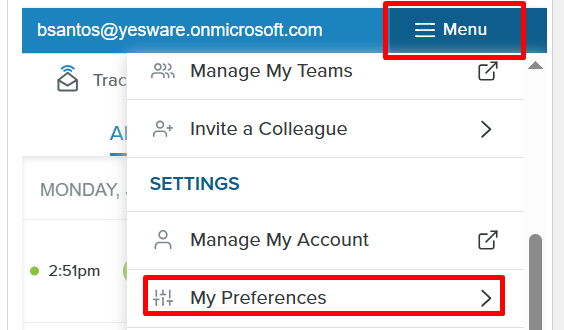 bsantos@yesware.onmicrosoft.com
Menu
Trac
Manage My Teams
Invite a Colleague
SETTINGS
MONDAY,
Manage My Account
2:51pm
My Preferences